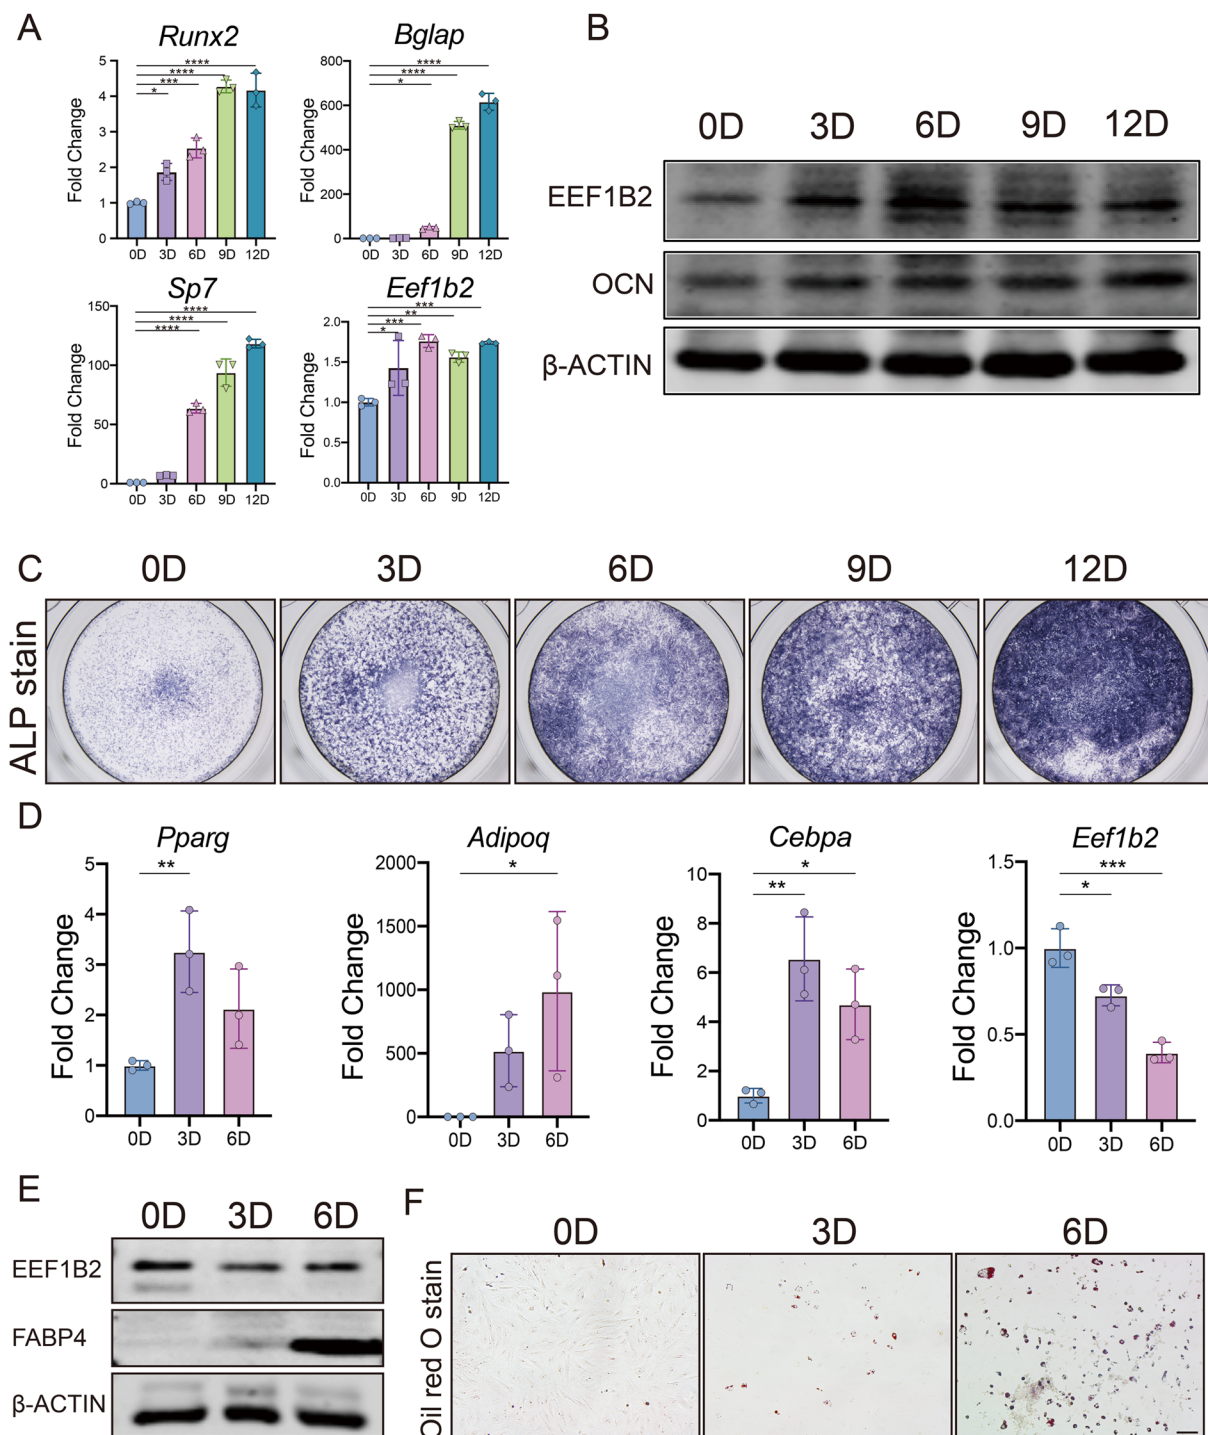 A
Runx2
Fold Change
5
4
3
2
1
0
****
****
***
*
0D 3D 6D 9D 12D
Bglap
Fold Change
800
600
400
200
0
****
****
*
0D 3D 6D 9D 12D
Sp7
Fold Change
150
100
50
0
****
****
****
0D 3D 6D 9D 12D
Eef1b2
Fold Change
2.0
1.5
1.0
0.5
0.0
***
**
***
*
0D 3D 6D 9D 12D
B
0D 3D 6D 9D 12D
EEF1B2
OCN
β-ACTIN
C
0D 3D 6D 9D 12D
ALP stain
D
Pparg
Fold Change
5
4
3
2
1
0
**
0D 3D 6D
Adipoq
Fold Change
2000
1500
1000
500
0
*
0D 3D 6D
Cebpa
Fold Change
10
8
6
4
2
0
*
**
0D 3D 6D
Eef1b2
Fold Change
1.5
1.0
0.5
0.0
***
*
0D 3D 6D
E
0D 3D 6D
EEF1B2
FABP4
β-ACTIN
F
0D 3D 6D
Oil red O stain